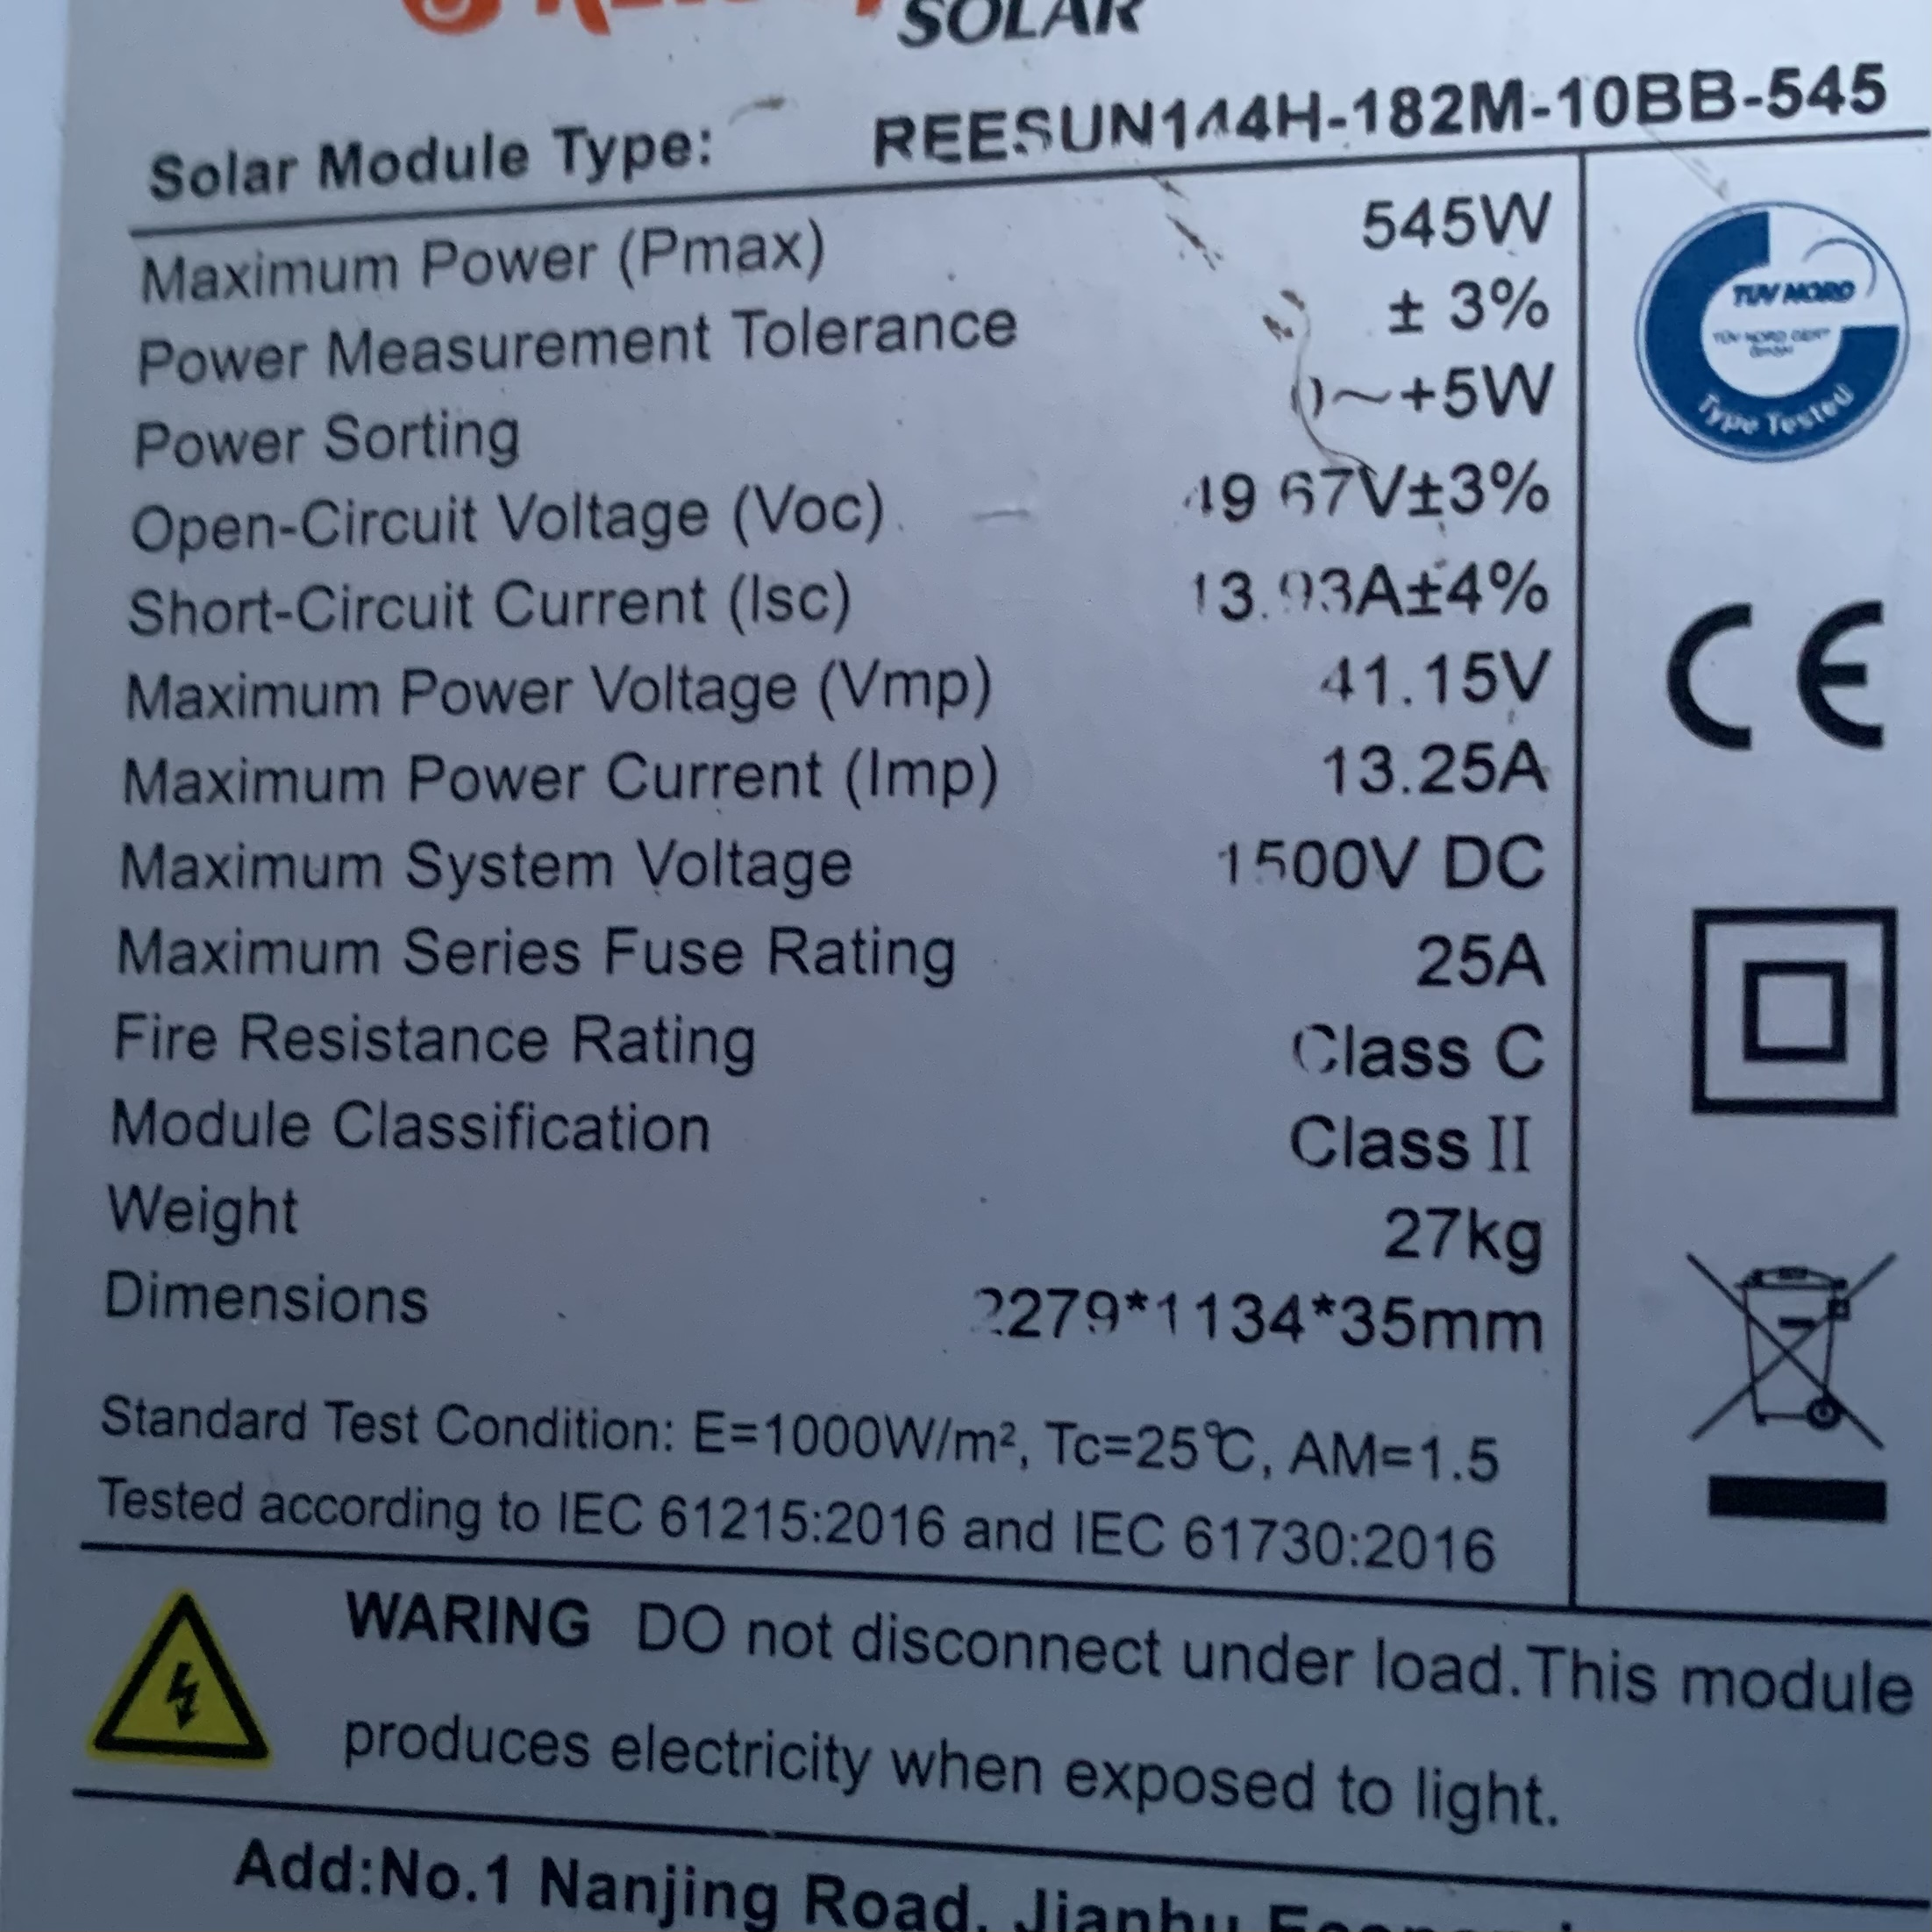 SOLAR
Solar Module Type: REESUN144H-182M-10BB-545
Maximum Power (Pmax) 545W
Power Measurement Tolerance ± 3%
Power Sorting 0~+5W
Open-Circuit Voltage (Voc) 49.67V±3%
Short-Circuit Current (Isc) 13.93A±4%
Maximum Power Voltage (Vmp) 41.15V
Maximum Power Current (Imp) 13.25A
Maximum System Voltage 1500V DC
Maximum Series Fuse Rating 25A
Fire Resistance Rating Class C
Module Classification Class II
Weight 27kg
Dimensions 2279*1134*35mm
Standard Test Condition: E=1000W/m², Tc=25℃, AM=1.5
Tested according to IEC 61215:2016 and IEC 61730:2016
TÜV NORD
TÜV NORD CERT
GmbH
Type Tested
CE
WARING DO not disconnect under load.This module
produces electricity when exposed to light.
Add:No.1 Nanjing Road, Jianhu